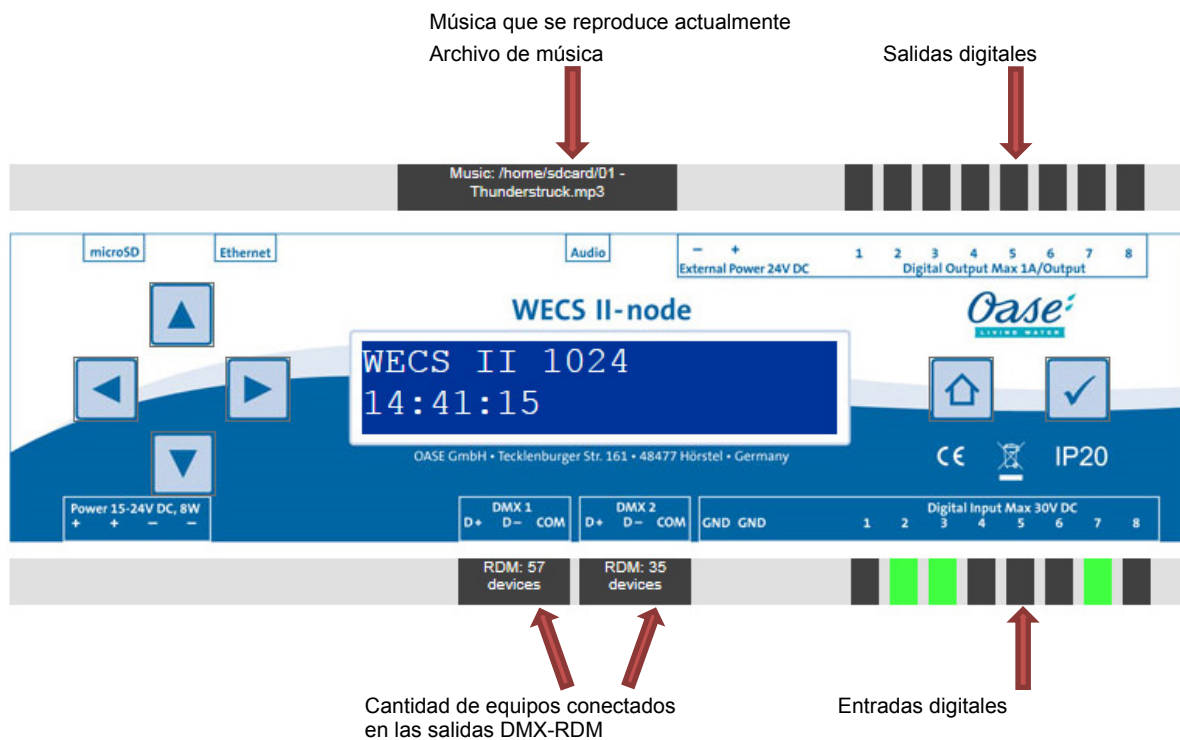 Música que se reproduce actualmente
Archivo de música
Salidas digitales
Music: /home/sdcard/01 -
Thunderstruck.mp3
microSD
Ethernet
Audio
− +
External Power 24V DC
1 2 3 4 5 6 7 8
Digital Output Max 1A/Output
WECS II-node
Oase
LIVING WATER
WECS II 1024
14:41:15
OASE GmbH • Tecklenburger Str. 161 • 48477 Hörstel • Germany
CE
IP20
Power 15-24V DC, 8W
+ + − −
DMX 1
D+ D− COM
DMX 2
D+ D− COM
GND GND
Digital Input Max 30V DC
1 2 3 4 5 6 7 8
RDM: 57
devices
RDM: 35
devices
Cantidad de equipos conectados
en las salidas DMX-RDM
Entradas digitales